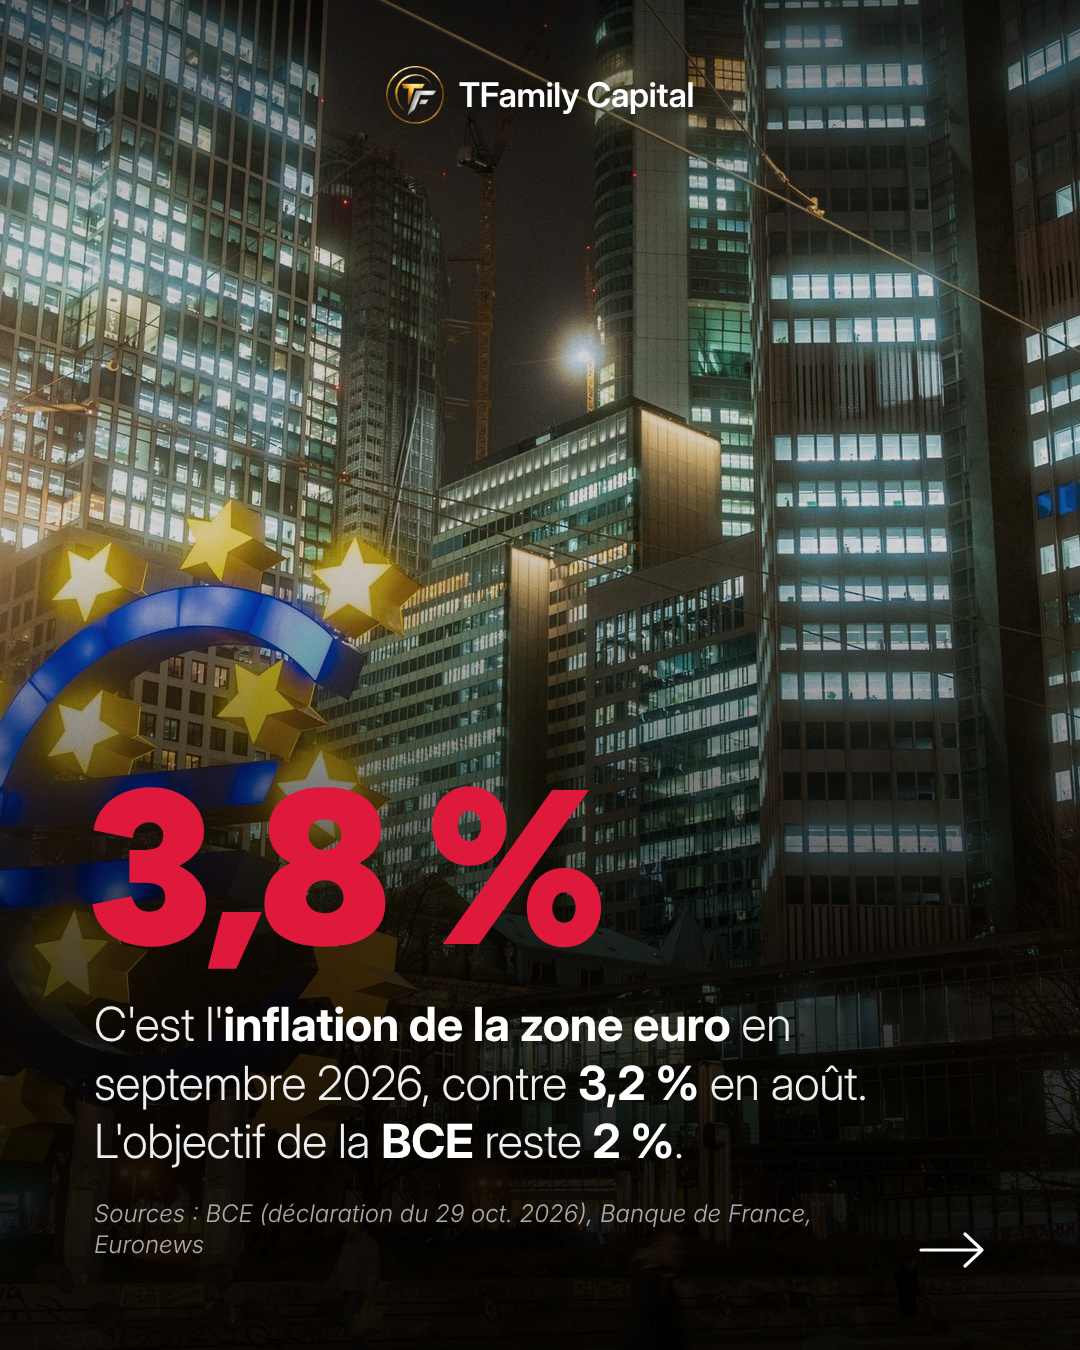 TF TFamily Capital
3,8 %
C'est l'inflation de la zone euro en
septembre 2026, contre 3,2 % en août.
L'objectif de la BCE reste 2 %.
Sources : BCE (déclaration du 29 oct. 2026), Banque de France,
Euronews